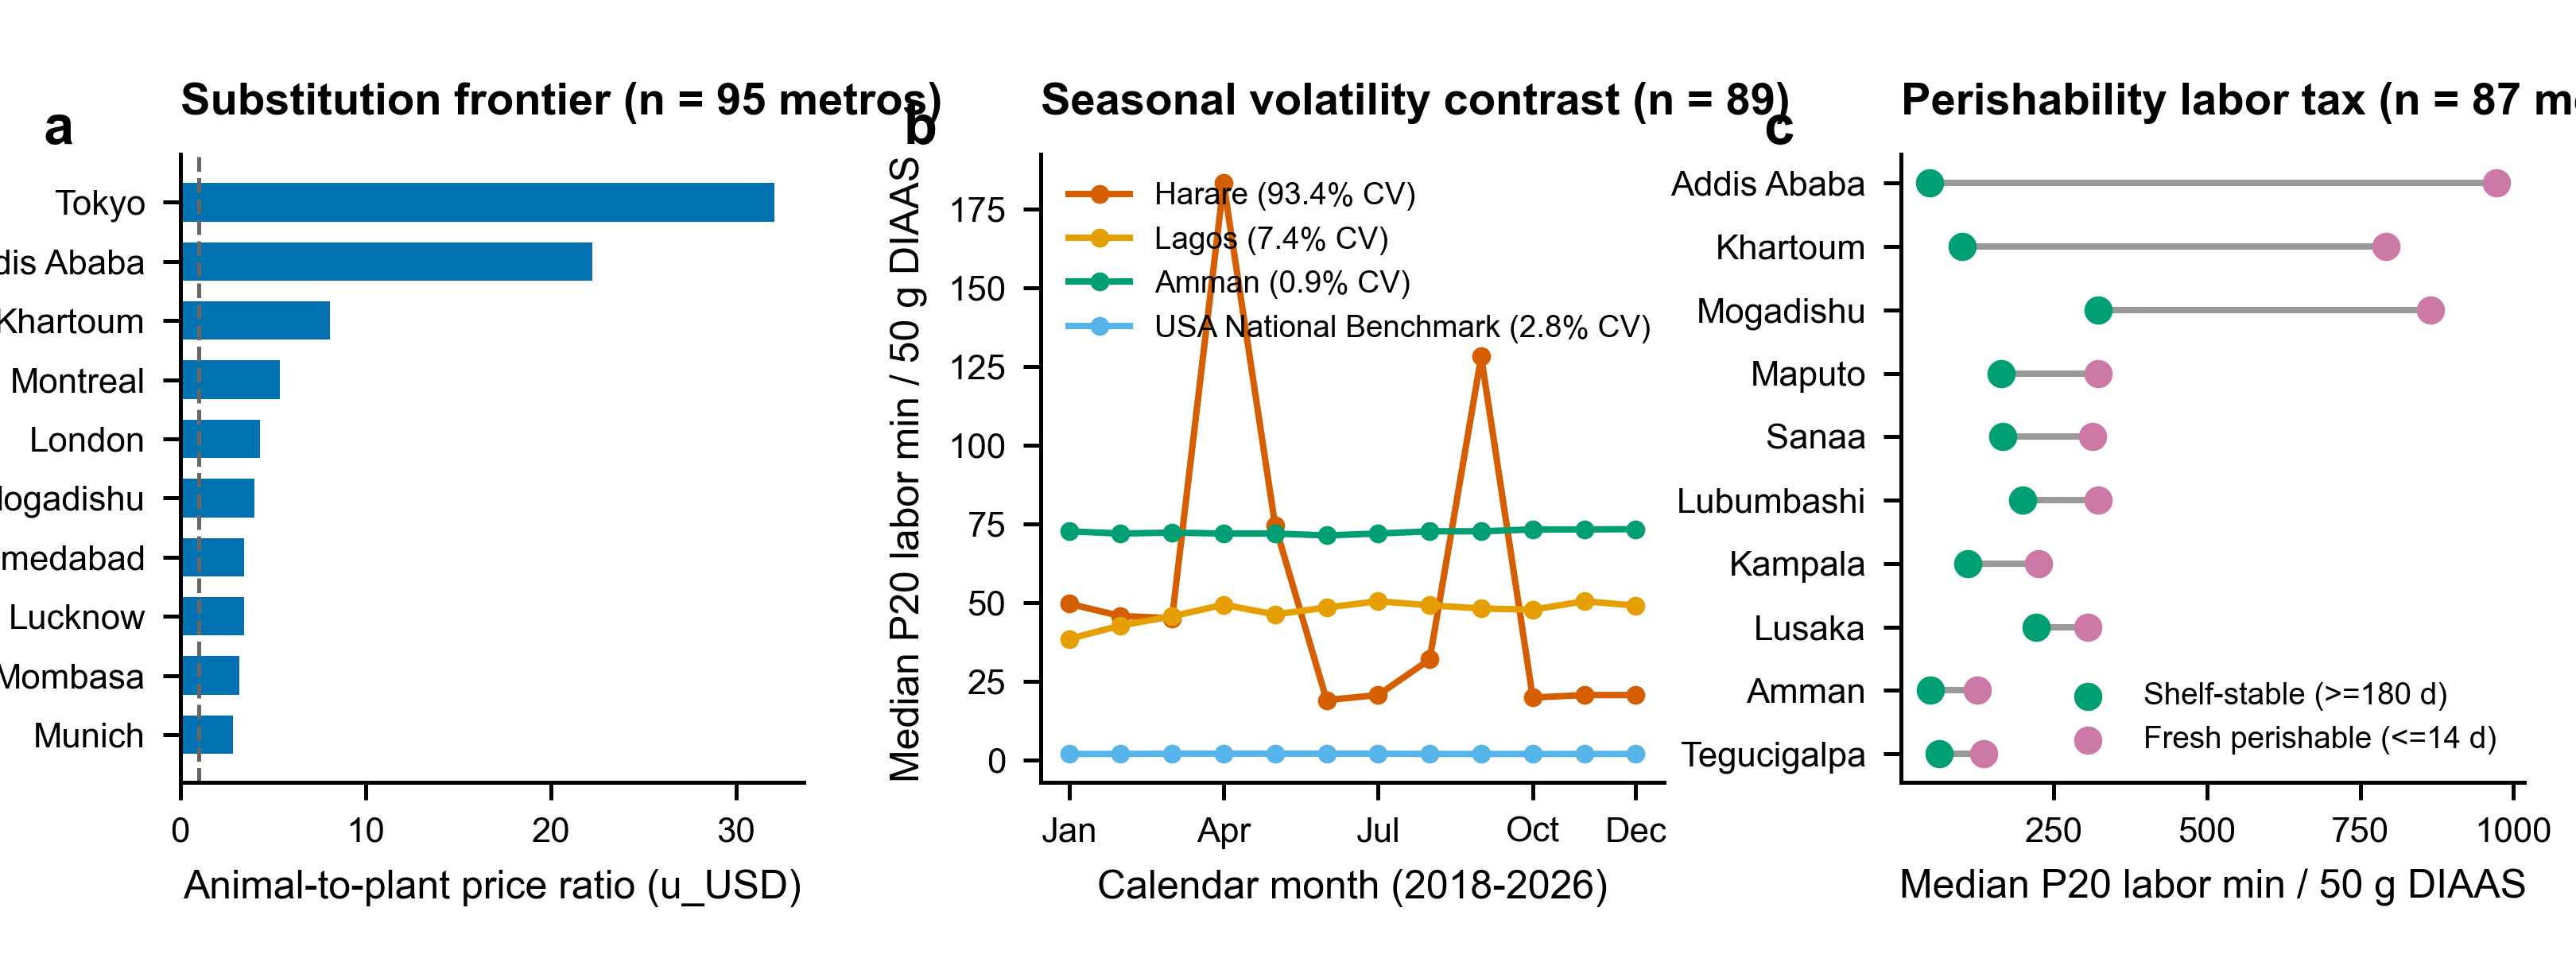 Substitution frontier (n = 95 metros)
a
Tokyo
dis Ababa
Khartoum
Montreal
London
logadishu
medabad
Lucknow
Mombasa
Munich
0 10 20 30
Animal-to-plant price ratio (u_USD)
Seasonal volatility contrast (n = 89)
b
Median P20 labor min / 50 g DIAAS
175
150
125
100
75
50
25
0
Harare (93.4% CV)
Lagos (7.4% CV)
Amman (0.9% CV)
USA National Benchmark (2.8% CV)
Jan Apr Jul Oct Dec
Calendar month (2018-2026)
Perishability labor tax (n = 87 m
c
Addis Ababa
Khartoum
Mogadishu
Maputo
Sanaa
Lubumbashi
Kampala
Lusaka
Amman
Tegucigalpa
Shelf-stable (>=180 d)
Fresh perishable (<=14 d)
250 500 750 1000
Median P20 labor min / 50 g DIAAS